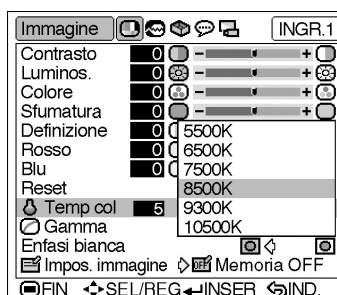 Immagine INGR.1
Contrasto 0 - +
Luminos. 0 - +
Colore 0 - +
Sfumatura 0 - +
Definizione 0
5500K
Rosso 0
6500K
Blu 0
7500K
Reset
8500K
Temp col 5
9300K
Gamma
10500K
Enfasi bianca
Impos. immagine OFF Memoria OFF
FIN SEL/REG INSER IND.